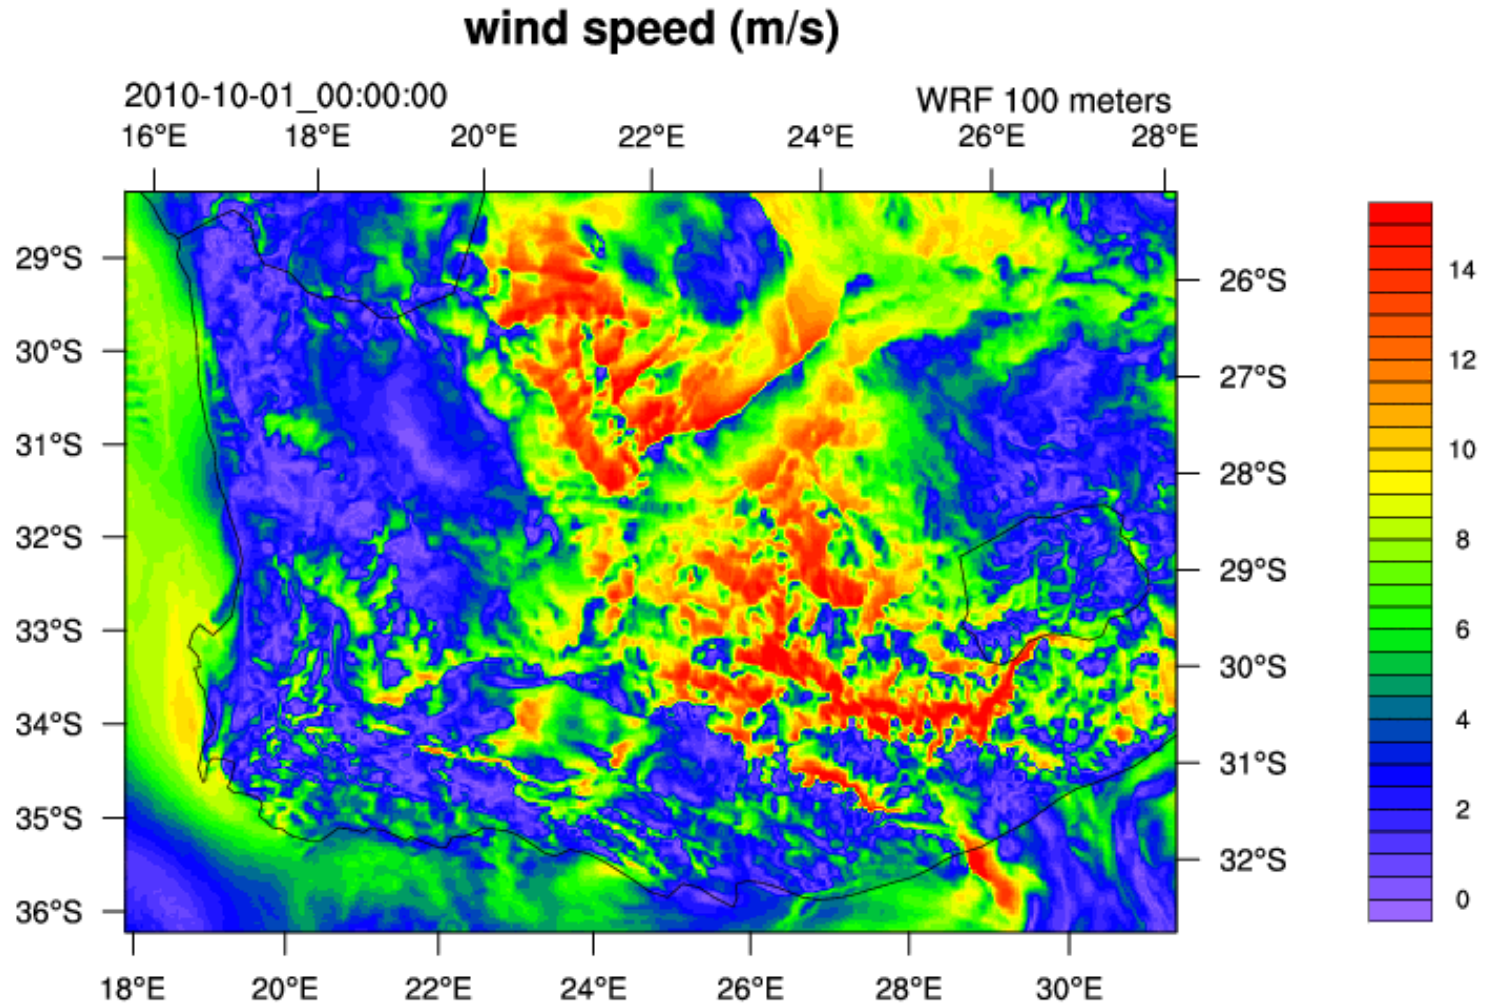 wind speed (m/s)
2010-10-01_00:00:00 WRF 100 meters
16°E 18°E 20°E 22°E 24°E 26°E 28°E
29°S
30°S
31°S
32°S
33°S
34°S
35°S
36°S
26°S
27°S
28°S
29°S
30°S
31°S
32°S
14
12
10
8
6
4
2
0
18°E 20°E 22°E 24°E 26°E 28°E 30°E